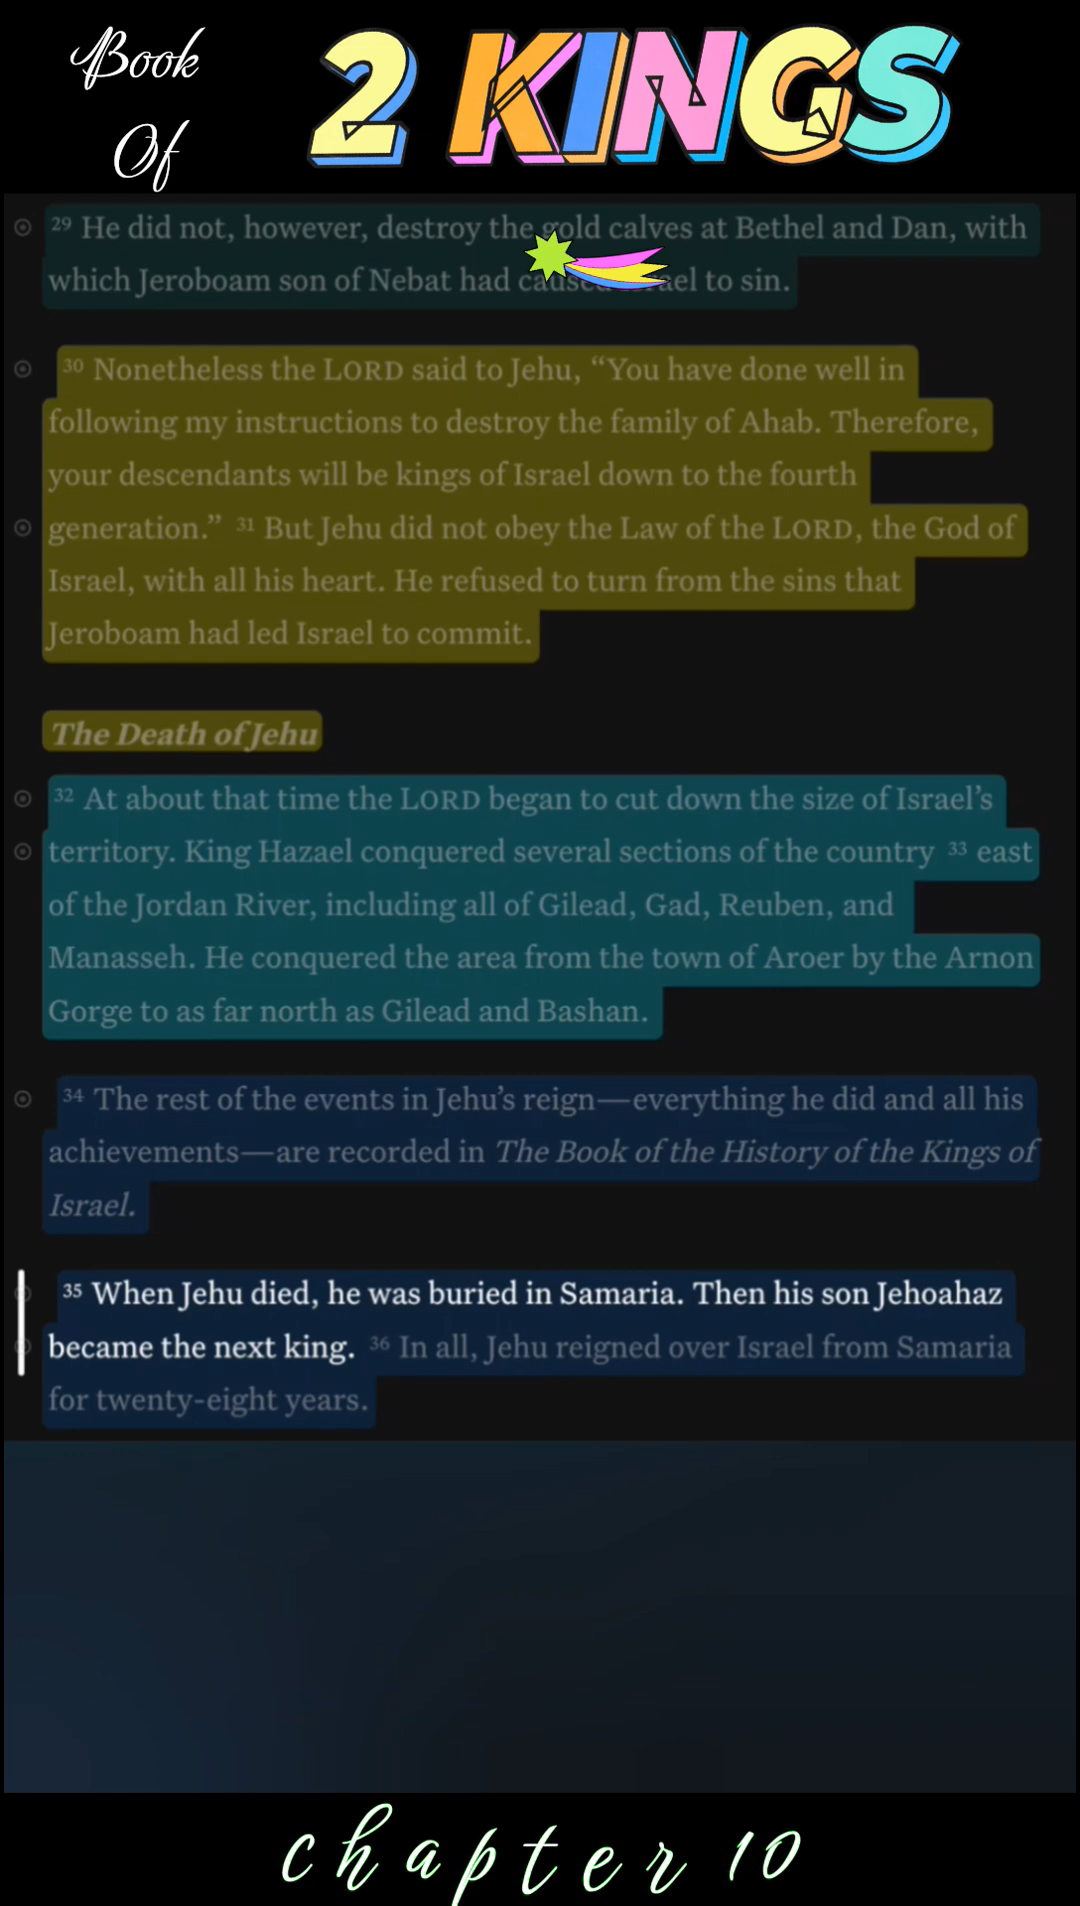 Book
Of
2 KINGS
29 He did not, however, destroy the gold calves at Bethel and Dan, with
which Jeroboam son of Nebat had caused Israel to sin.
30 Nonetheless the LORD said to Jehu, “You have done well in
following my instructions to destroy the family of Ahab. Therefore,
your descendants will be kings of Israel down to the fourth
generation.” 31 But Jehu did not obey the Law of the LORD, the God of
Israel, with all his heart. He refused to turn from the sins that
Jeroboam had led Israel to commit.
The Death of Jehu
32 At about that time the LORD began to cut down the size of Israel’s
territory. King Hazael conquered several sections of the country 33 east
of the Jordan River, including all of Gilead, Gad, Reuben, and
Manasseh. He conquered the area from the town of Aroer by the Arnon
Gorge to as far north as Gilead and Bashan.
34 The rest of the events in Jehu’s reign—everything he did and all his
achievements—are recorded in The Book of the History of the Kings of
Israel.
35 When Jehu died, he was buried in Samaria. Then his son Jehoahaz
became the next king. 36 In all, Jehu reigned over Israel from Samaria
for twenty-eight years.
chapter 10